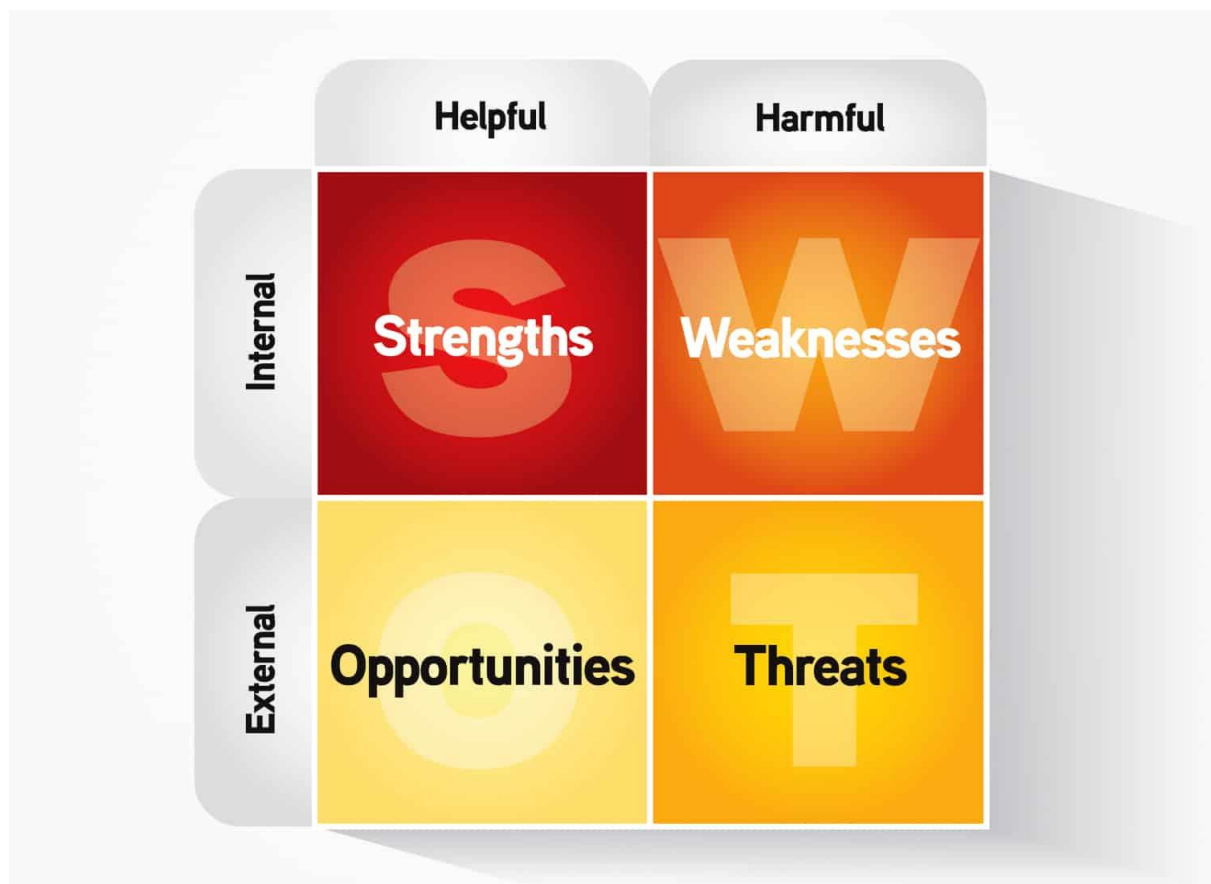 Helpful
Harmful
Internal
S
Strengths
W
Weaknesses
External
O
Opportunities
T
Threats